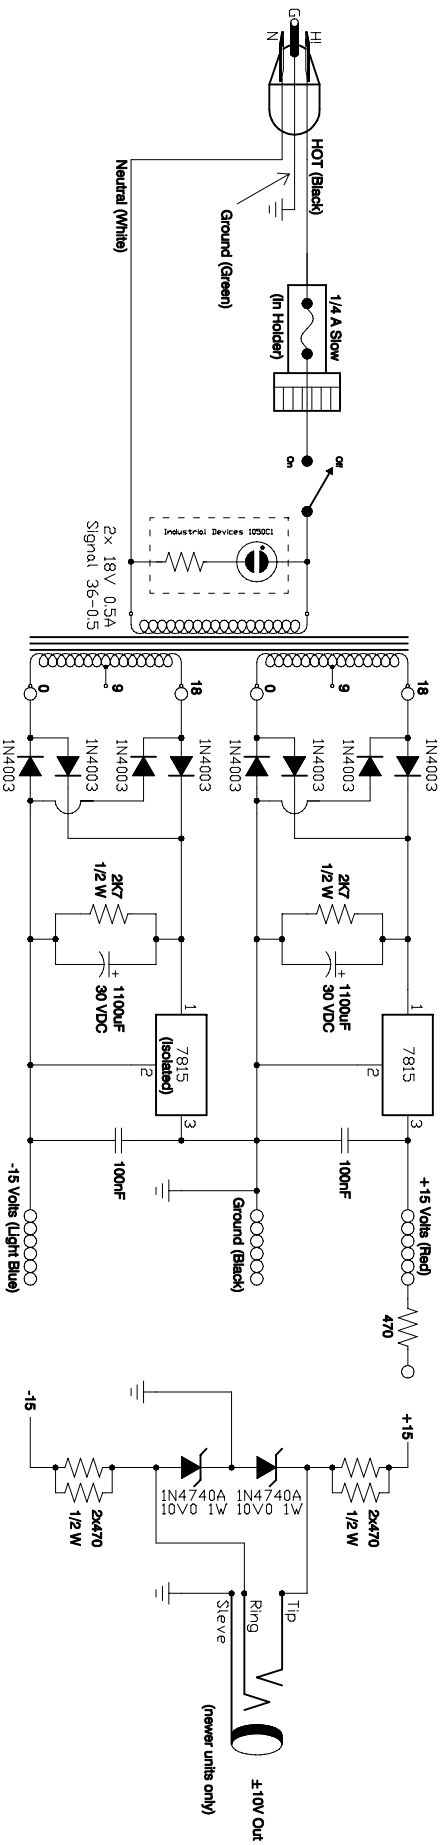 N
G
H
HOT (Black)
Neutral (White)
Ground (Green)
1/4 A Slow
(In Holder)
On
Off
Industrial Devices 1050C1
2x 18V 0.5A
Signal 36-0.5
18
9
0
18
9
0
1N4003
1N4003
1N4003
1N4003
1N4003
1N4003
1N4003
1N4003
2K7
1/2 W
+
1100uF
30 VDC
2K7
1/2 W
+
1100uF
30 VDC
1
7815
2
3
1
7815
(Isolated)
2
3
100nF
100nF
+15 Volts (Red)
Ground (Black)
-15 Volts (Light Blue)
470
+15
-15
2x470
1/2 W
2x470
1/2 W
1N4740A
10V0 1W
1N4740A
10V0 1W
Tip
Ring
Sleve
±10V Out
(newer units only)